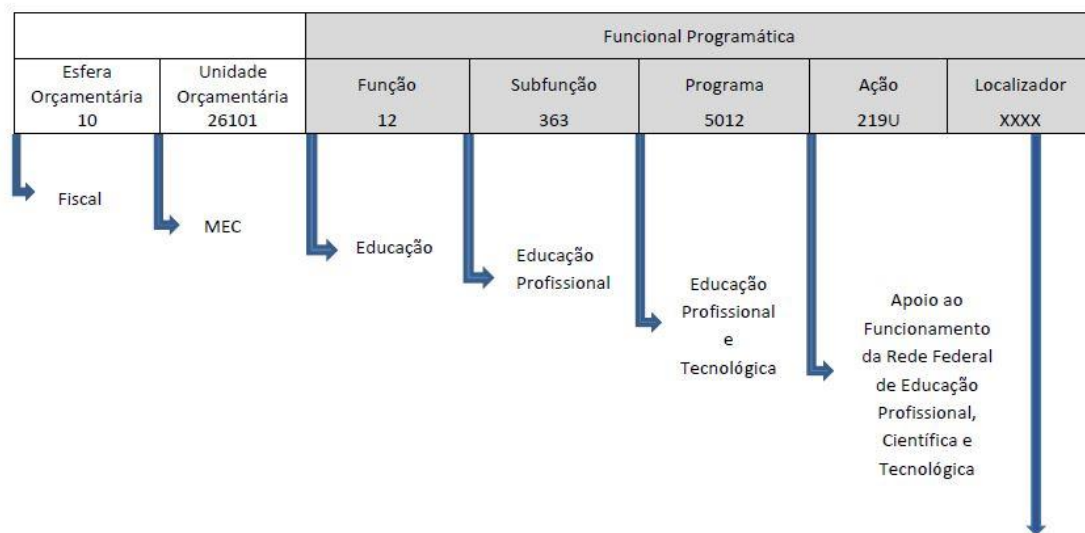 Funcional Programática
Esfera
Orçamentária
10
Unidade
Orçamentária
26101
Função
12
Subfunção
363
Programa
5012
Ação
219U
Localizador
XXXX
Fiscal
MEC
Educação
Educação
Profissional
Educação
Profissional
e
Tecnológica
Apoio ao
Funcionamento
da Rede Federal
de Educação
Profissional,
Científica e
Tecnológica